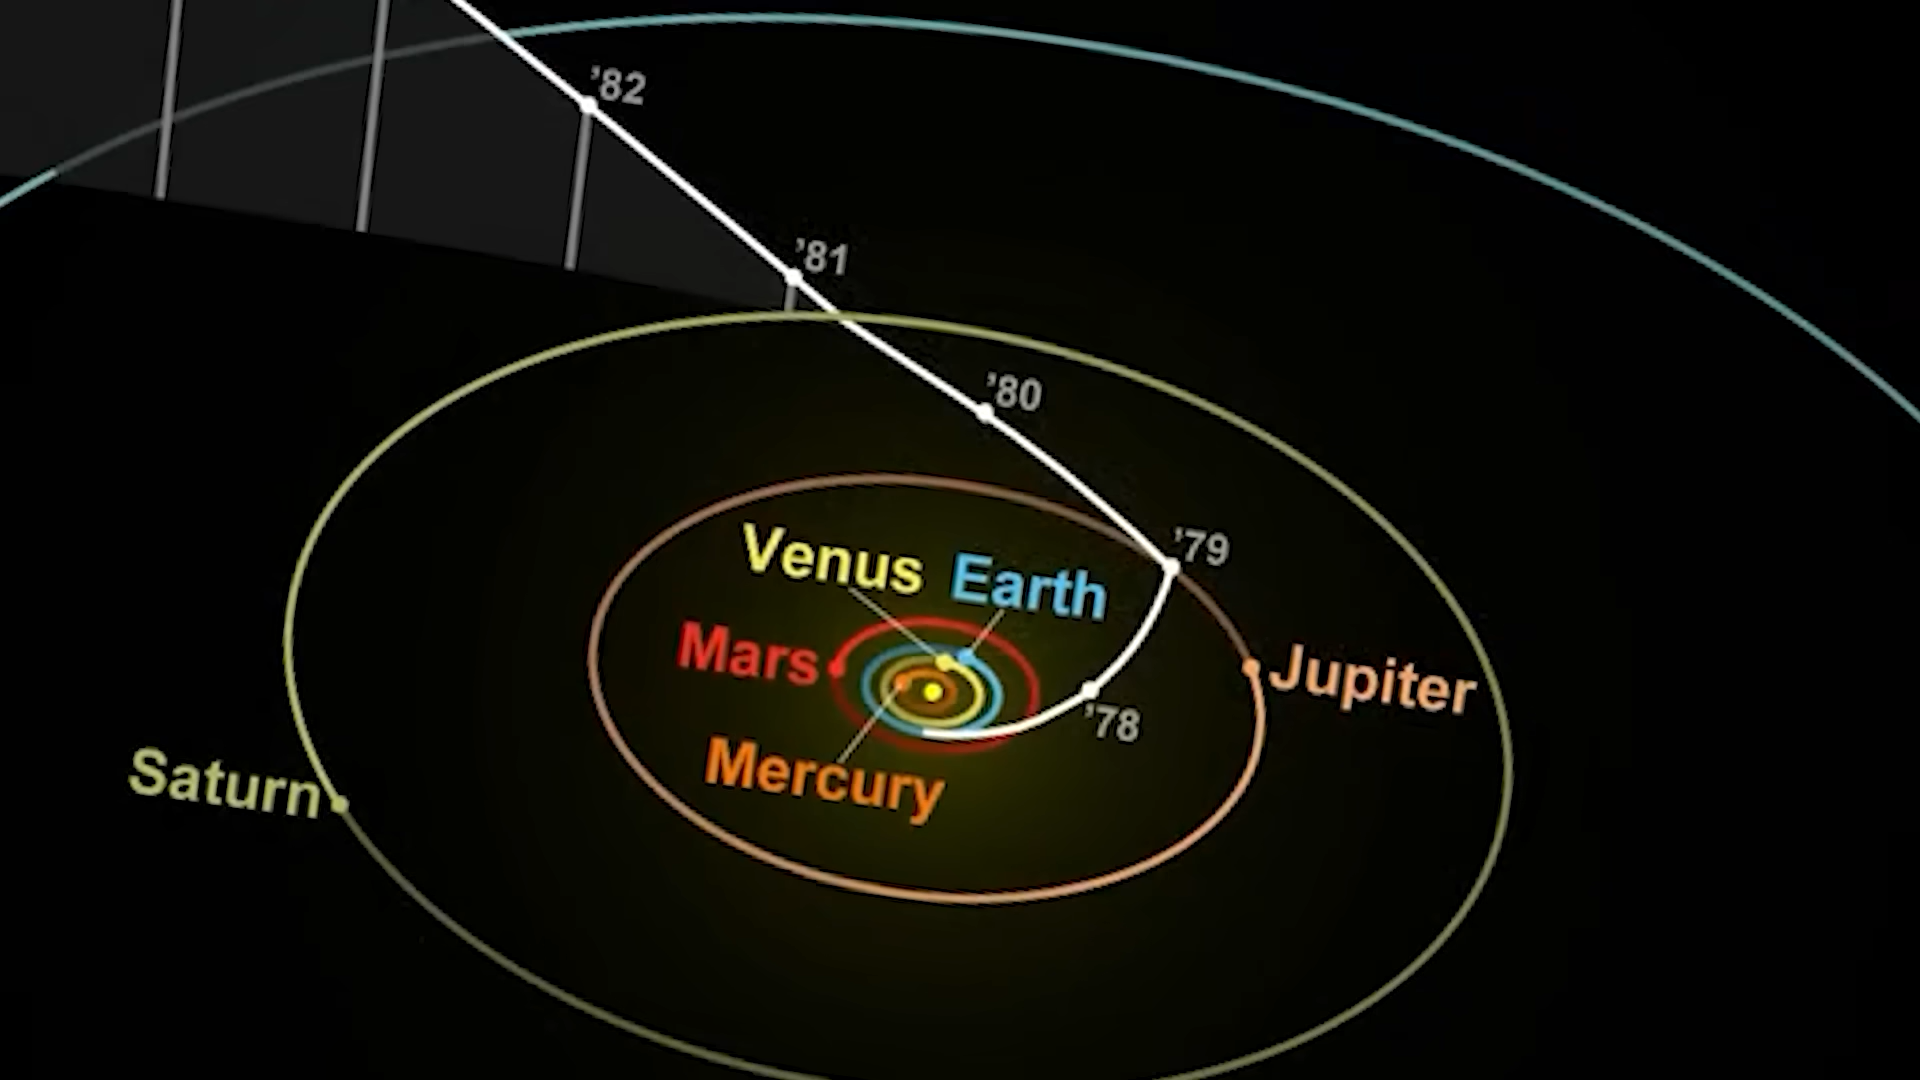 ’82
’81
’80
’79
Venus
Earth
Mars
Jupiter
’78
Mercury
Saturn